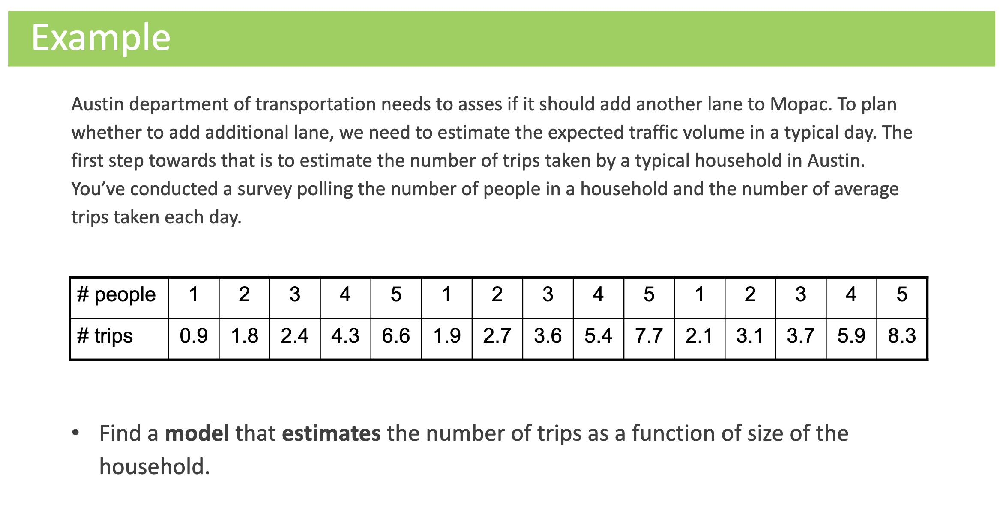 Example
Austin department of transportation needs to asses if it should add another lane to Mopac. To plan
whether to add additional lane, we need to estimate the expected traffic volume in a typical day. The
first step towards that is to estimate the number of trips taken by a typical household in Austin.
You’ve conducted a survey polling the number of people in a household and the number of average
trips taken each day.
# people 1 2 3 4 5 1 2 3 4 5 1 2 3 4 5
# trips 0.9 1.8 2.4 4.3 6.6 1.9 2.7 3.6 5.4 7.7 2.1 3.1 3.7 5.9 8.3
• Find a model that estimates the number of trips as a function of size of the
household.